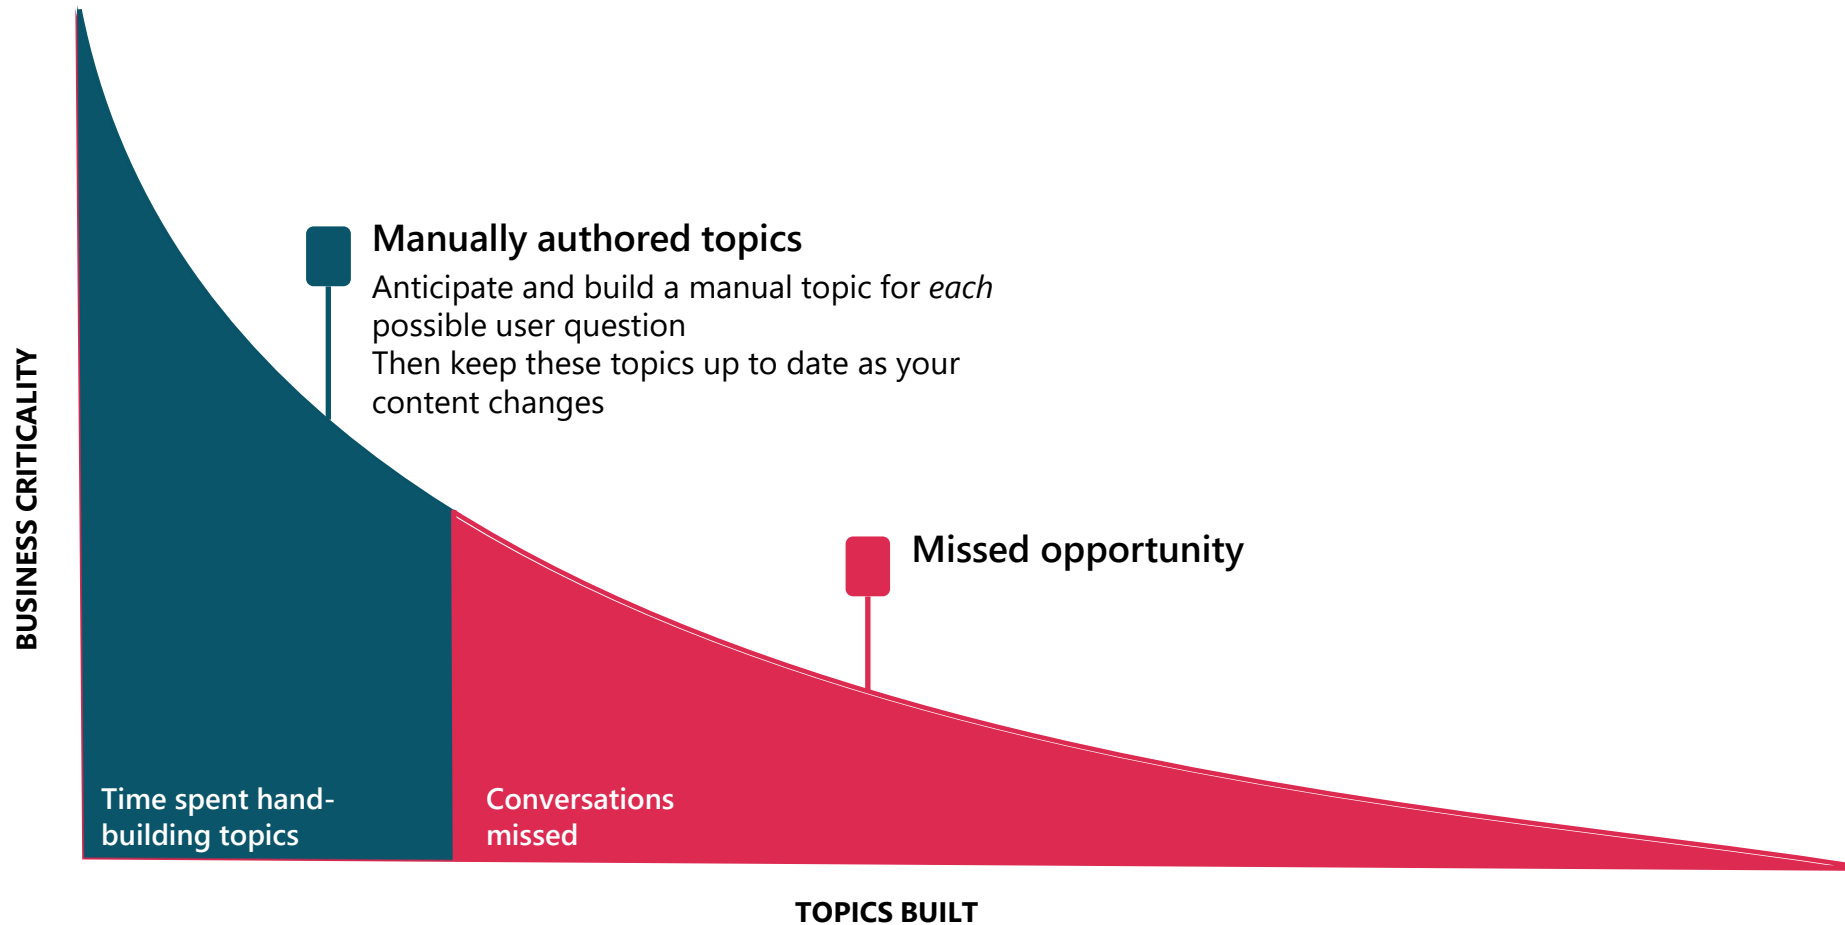 Manually authored topics
Anticipate and build a manual topic for each
possible user question
Then keep these topics up to date as your
content changes
BUSINESS CRITICALITY
Missed opportunity
Time spent hand-
building topics
Conversations
missed
TOPICS BUILT